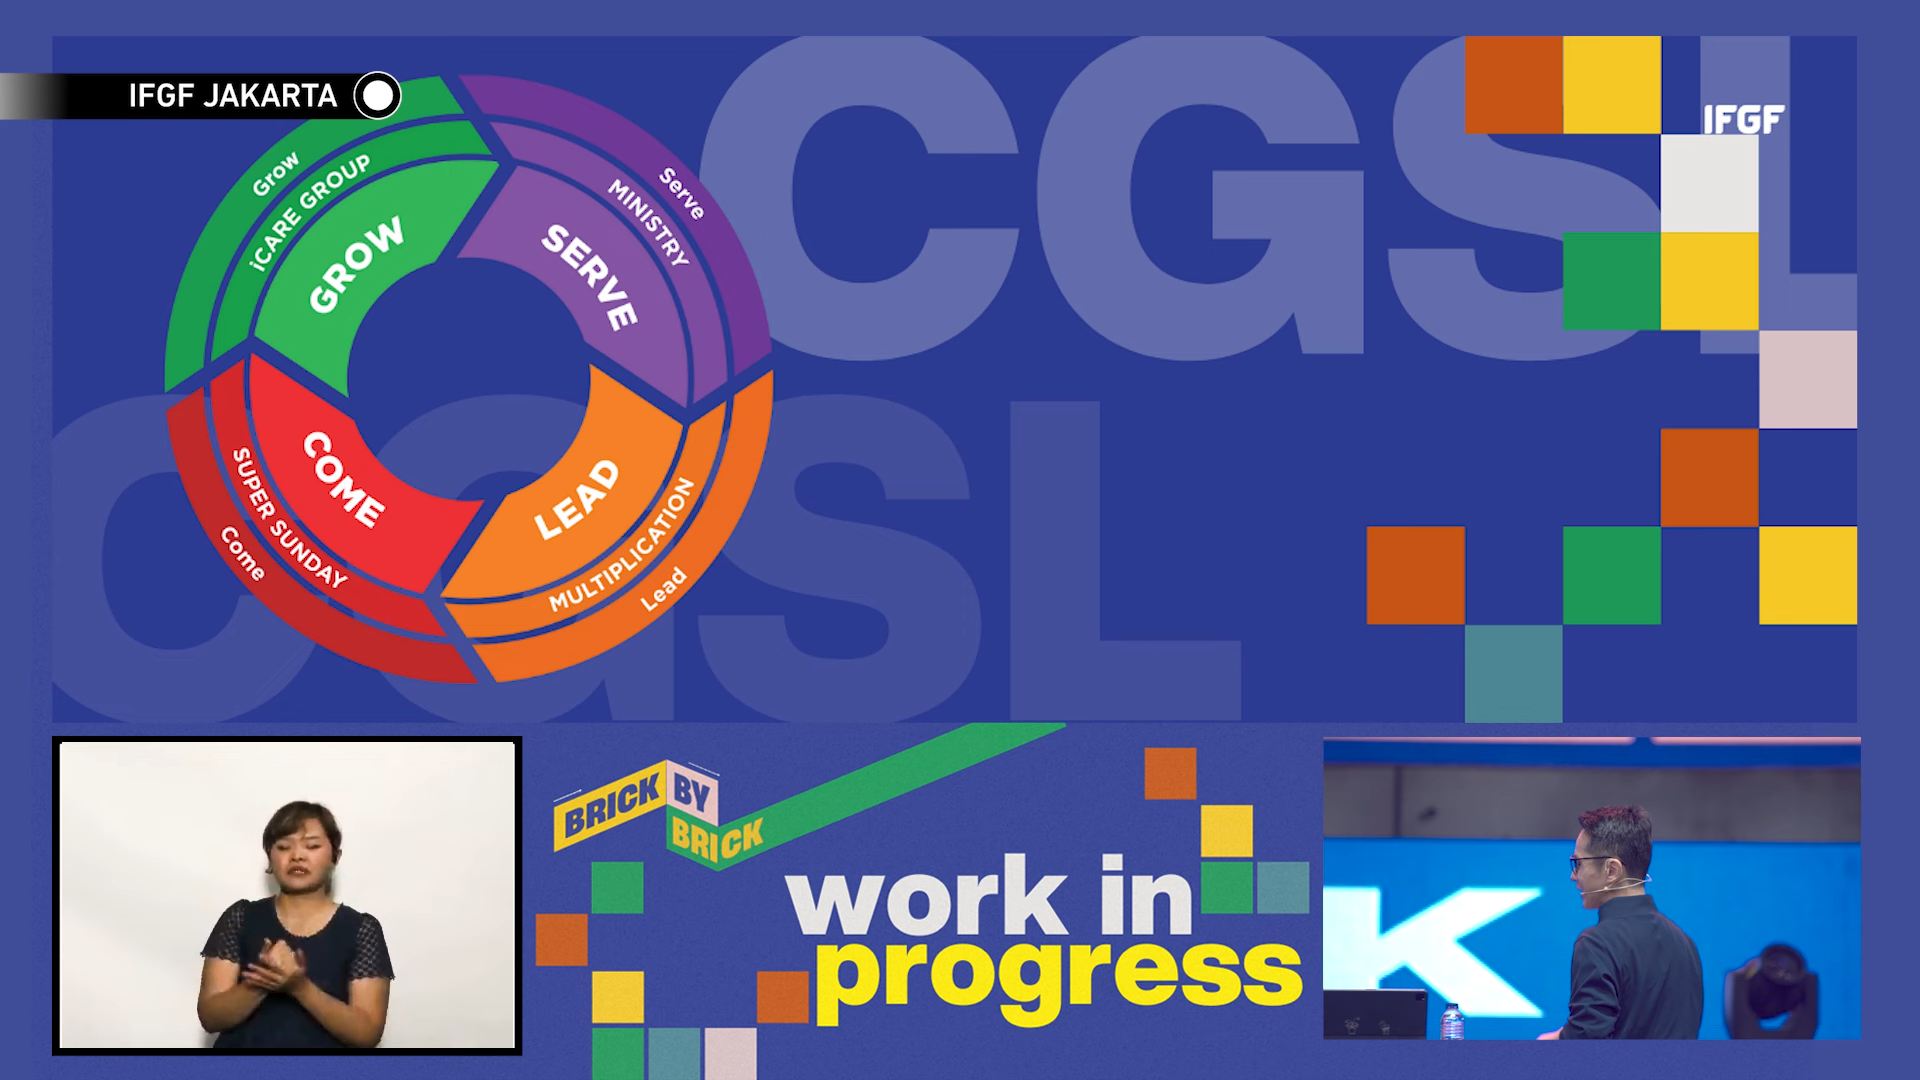 IFGF JAKARTA
CGSL
IFGF
Grow
iCARE GROUP
GROW
Serve
MINISTRY
SERVE
COME
SUPER SUNDAY
Come
LEAD
MULTIPLICATION
Lead
CGSL
BRICK BY
BRICK
work in
progress
K